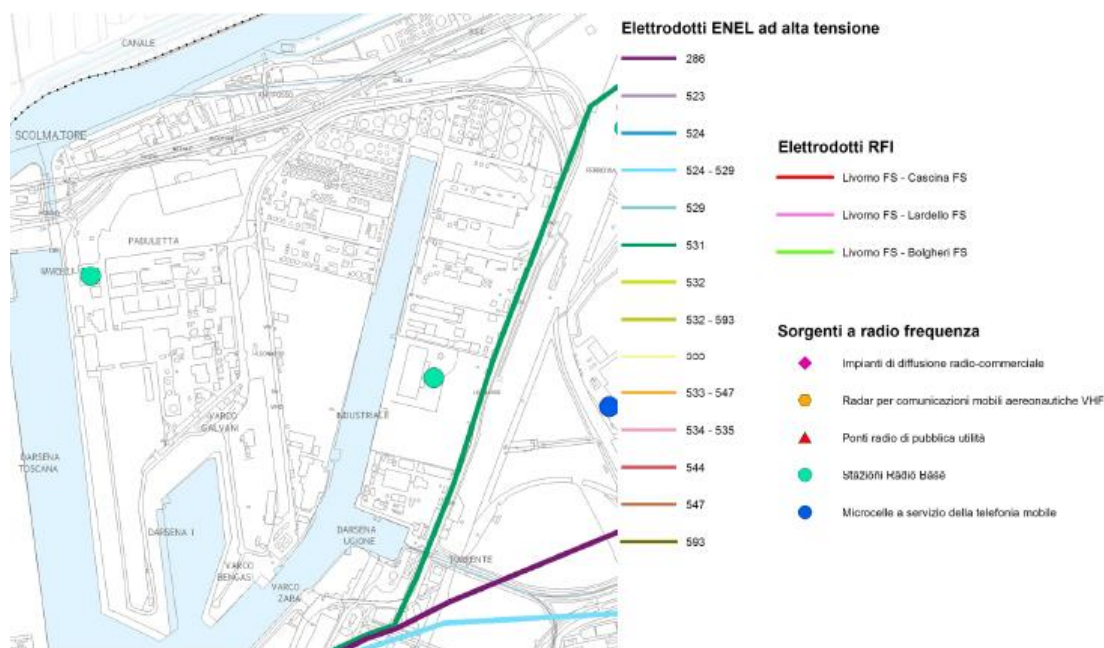 CANALE
SCOLMATORE
PADULETTA
VARCO
GALVANI
INDUSTRIALE
DARSENA
TOSCANA
DARSENA I
DARSENA
UGIONE
VARCO
ZARA
TORRENTE
Elettrodotti ENEL ad alta tensione
286
523
524
524 - 529
529
531
532
532 - 593
533 - 547
534 - 535
544
547
593
Elettrodotti RFI
Livorno FS - Cascina FS
Livorno FS - Lardello FS
Livorno FS - Bolgheri FS
Sorgenti a radio frequenza
Impianti di diffusione radio-commerciale
Radar per comunicazioni mobili aereonautiche VHF
Ponti radio di pubblica utilità
Stazioni Radio Base
Microcelle a servizio della telefonia mobile